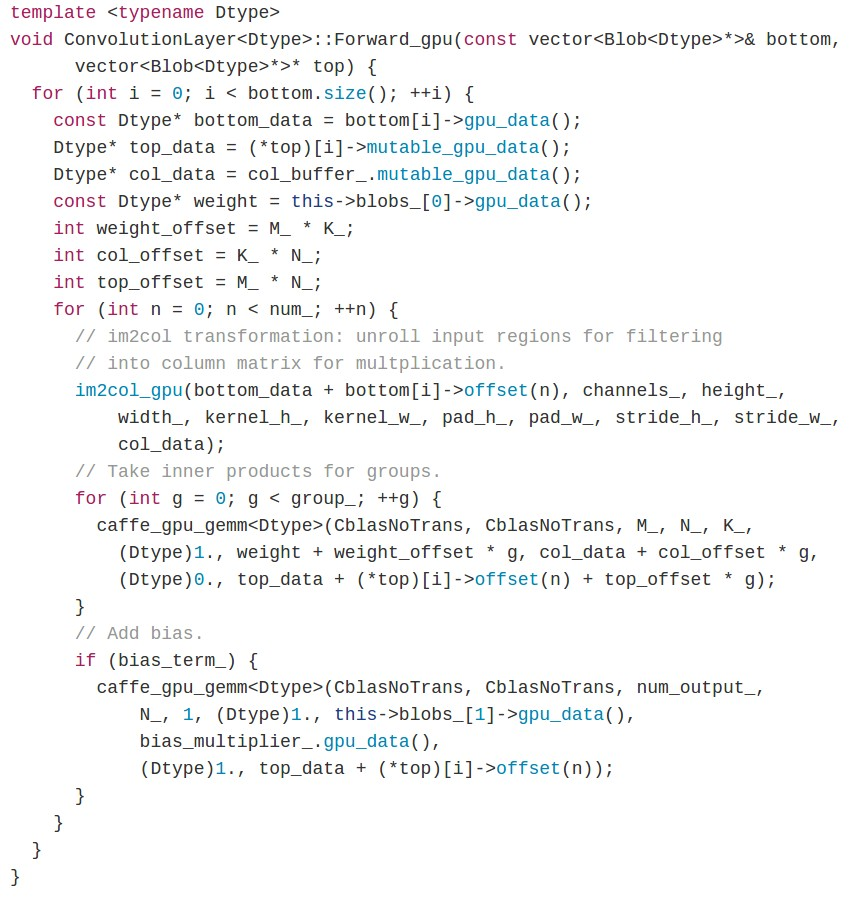 template <typename Dtype>
void ConvolutionLayer<Dtype>::Forward_gpu(const vector<Blob<Dtype>*>& bottom,
      vector<Blob<Dtype>*>* top) {
  for (int i = 0; i < bottom.size(); ++i) {
    const Dtype* bottom_data = bottom[i]->gpu_data();
    Dtype* top_data = (*top)[i]->mutable_gpu_data();
    Dtype* col_data = col_buffer_.mutable_gpu_data();
    const Dtype* weight = this->blobs_[0]->gpu_data();
    int weight_offset = M_ * K_;
    int col_offset = K_ * N_;
    int top_offset = M_ * N_;
    for (int n = 0; n < num_; ++n) {
      // im2col transformation: unroll input regions for filtering
      // into column matrix for multplication.
      im2col_gpu(bottom_data + bottom[i]->offset(n), channels_, height_,
          width_, kernel_h_, kernel_w_, pad_h_, pad_w_, stride_h_, stride_w_,
          col_data);
      // Take inner products for groups.
      for (int g = 0; g < group_; ++g) {
        caffe_gpu_gemm<Dtype>(CblasNoTrans, CblasNoTrans, M_, N_, K_,
          (Dtype)1., weight + weight_offset * g, col_data + col_offset * g,
          (Dtype)0., top_data + (*top)[i]->offset(n) + top_offset * g);
      }
      // Add bias.
      if (bias_term_) {
        caffe_gpu_gemm<Dtype>(CblasNoTrans, CblasNoTrans, num_output_,
            N_, 1, (Dtype)1., this->blobs_[1]->gpu_data(),
            bias_multiplier_.gpu_data(),
            (Dtype)1., top_data + (*top)[i]->offset(n));
      }
    }
  }
}